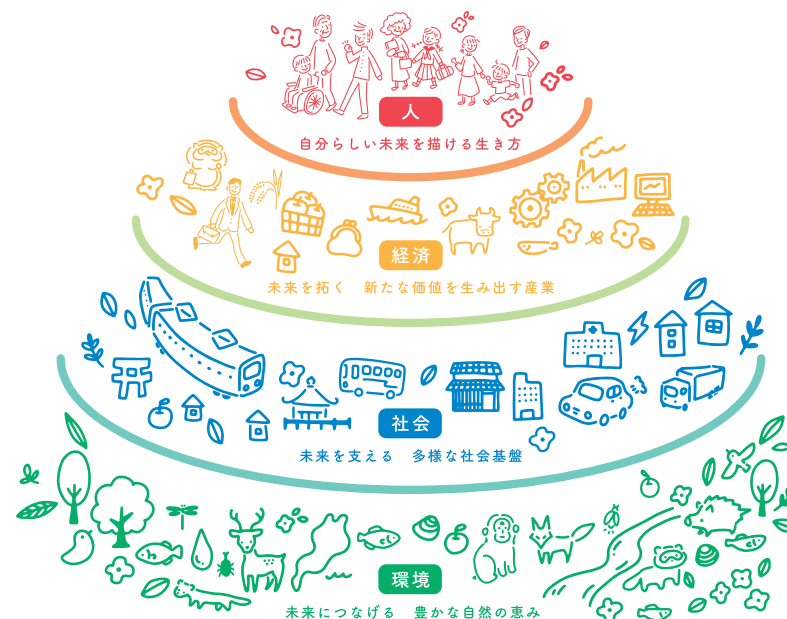 人
自分らしい未来を描ける生き方
経済
未来を拓く　新たな価値を生み出す産業
社会
未来を支える　多様な社会基盤
環境
未来につなげる　豊かな自然の恵み